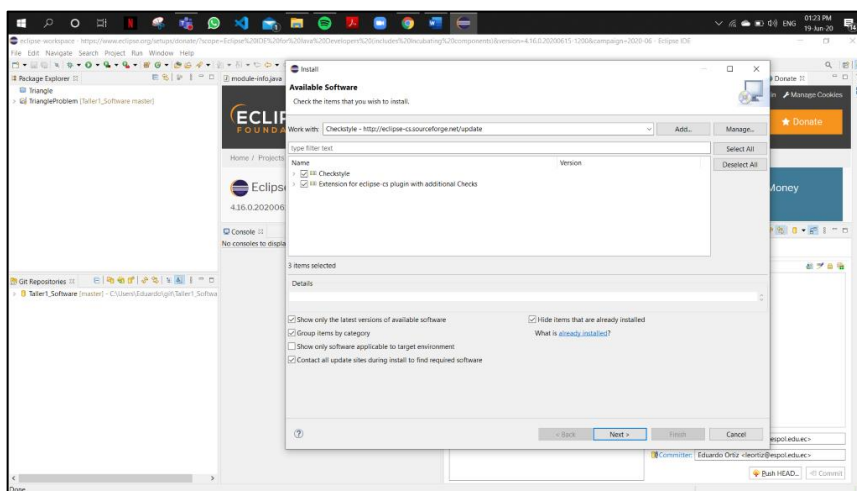 01:23 PM
ENG
19-Jun-20
eclipse-workspace - https://www.eclipse.org/setups/donate/?scope=Eclipse%20IDE%20for%20Java%20Developers%20(includes%20Incubating%20components)&version=4.16.0.20200615-1200&campaign=2020-06 - Eclipse IDE
File Edit Navigate Search Project Run Window Help
Package Explorer
module-info.java
Donate
Triangle
TriangleProblem [Taller1_Software master]
Manage Cookies
ECLI
FOUNDA
Donate
Home / Projects
Eclips
4.16.0.202006
Money
Install
Available Software
Check the items that you wish to install.
Work with: Checkstyle - http://eclipse-cs.sourceforge.net/update
Add...
Manage...
type filter text
Select All
Deselect All
Name
Version
Checkstyle
Extension for eclipse-cs plugin with additional Checks
3 items selected
Details
Show only the latest versions of available software
Hide items that are already installed
Group items by category
What is already installed?
Show only software applicable to target environment
Contact all update sites during install to find required software
< Back
Next >
Finish
Cancel
Console
No consoles to displa
Git Repositories
Taller1_Software [master] - C:\Users\Eduardo\git\Taller1_Softwa
espol.edu.ec>
Committer: Eduardo Ortiz <leortiz@espol.edu.ec>
Push HEAD...
Commit
Done